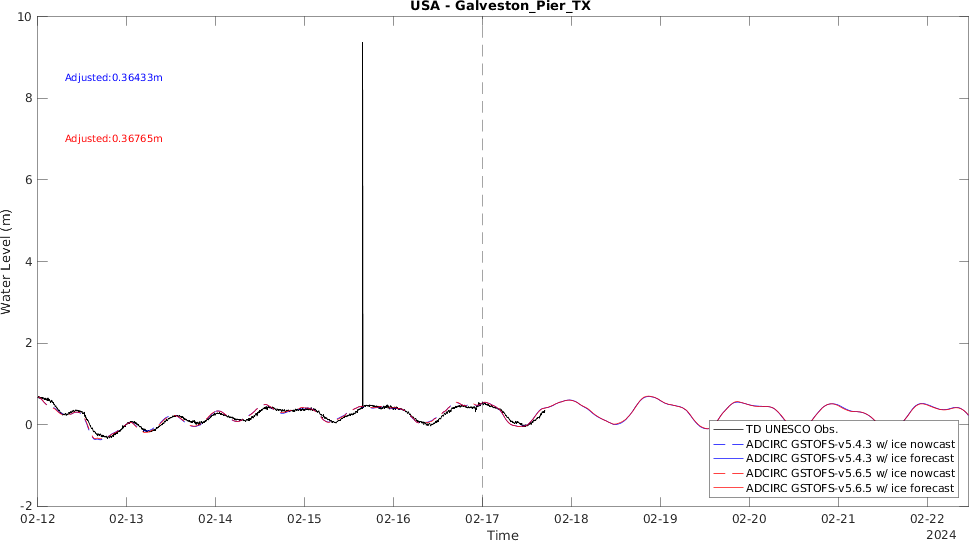 USA - Galveston_Pier_TX
10
8
6
4
2
0
-2
Water Level (m)
Adjusted:0.36433m
Adjusted:0.36765m
TD UNESCO Obs.
ADCIRC GSTOFS-v5.4.3 w/ ice nowcast
ADCIRC GSTOFS-v5.4.3 w/ ice forecast
ADCIRC GSTOFS-v5.6.5 w/ ice nowcast
ADCIRC GSTOFS-v5.6.5 w/ ice forecast
02-12 02-13 02-14 02-15 02-16 02-17 02-18 02-19 02-20 02-21 02-22
Time
2024